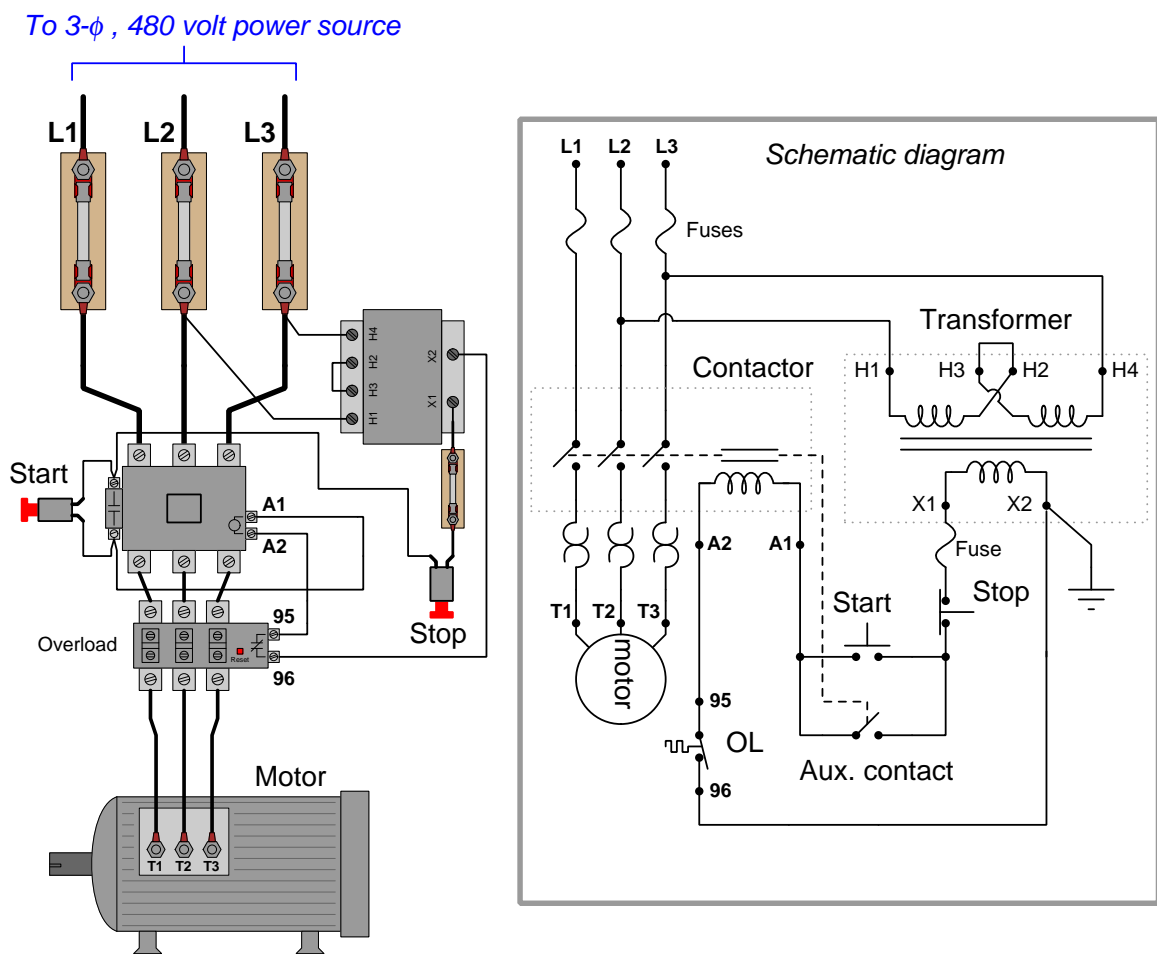 To 3-ϕ , 480 volt power source
L1 L2 L3
H4
H2
H3
H1
X2
X1
Start
A1
A2
Stop
Overload
95
96
Reset
Motor
T1 T2 T3
Schematic diagram
L1 L2 L3
Fuses
Transformer
H1 H3 H2 H4
Contactor
X1 X2
Fuse
A2 A1
Start
Stop
T1 T2 T3
motor
95
OL
96
Aux. contact